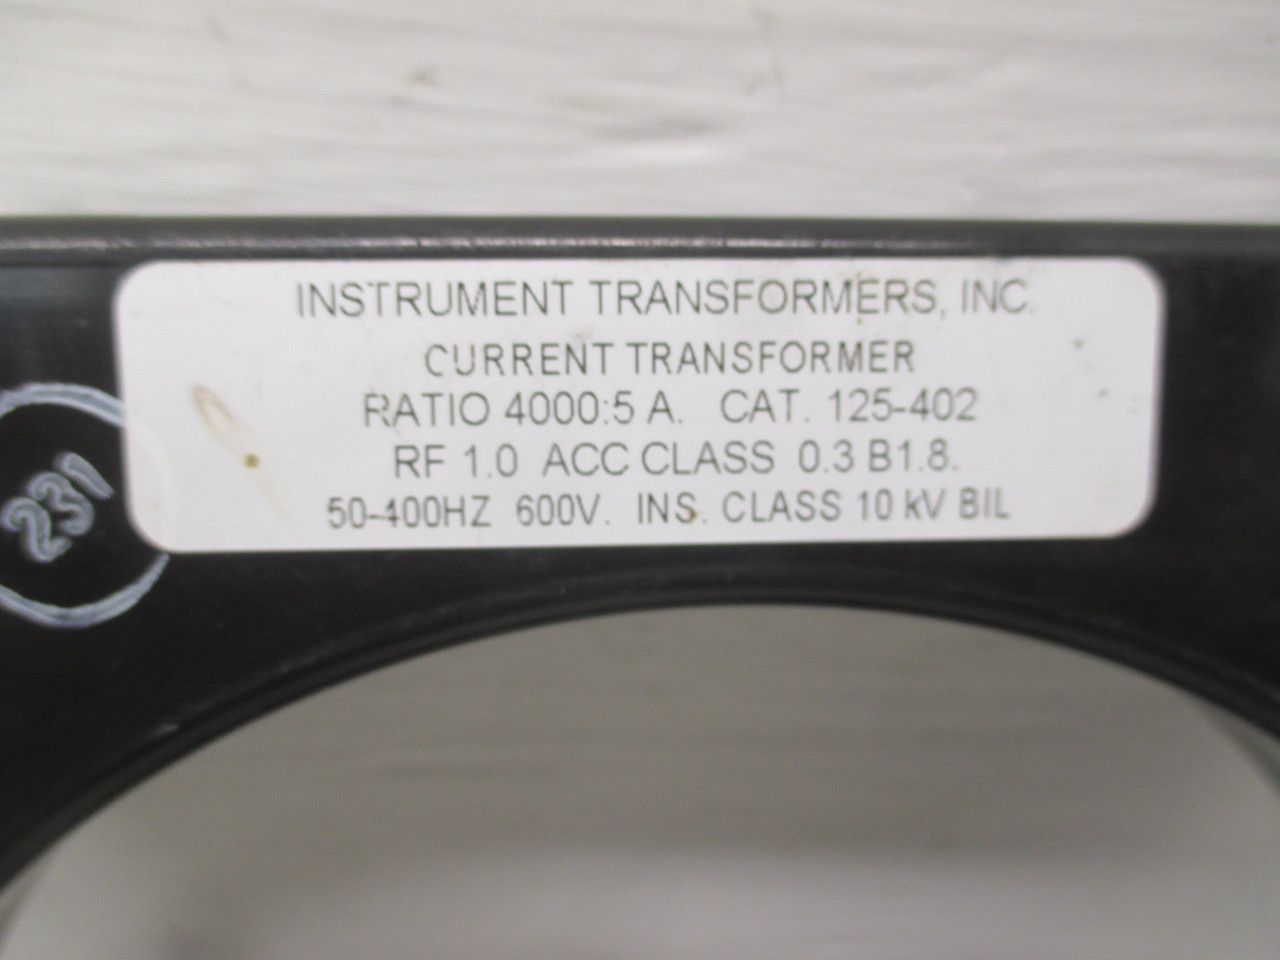 INSTRUMENT TRANSFORMERS, INC.
CURRENT TRANSFORMER
RATIO 4000:5 A. CAT. 125-402
RF 1.0 ACC CLASS 0.3 B1.8.
50-400HZ 600V. INS. CLASS 10 kV BIL
231